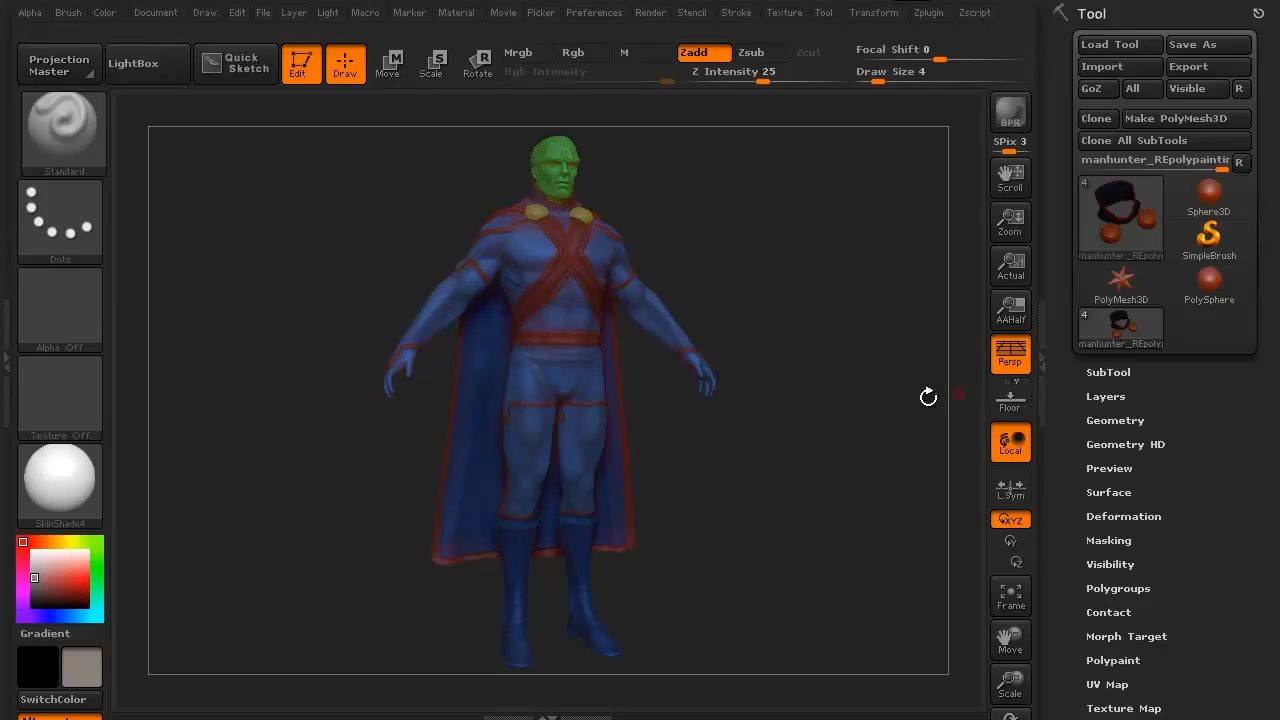 Alpha Brush Color Document Draw Edit File Layer Light Macro Marker Material Movie Picker Preferences Render Stencil Stroke Texture Tool Transform Zplugin Zscript
Tool
Projection Master
LightBox
Quick Sketch
Edit
Draw
Move
Scale
Rotate
Mrgb Rgb M
Rgb Intensity
Zadd Zsub Zcut
Z Intensity 25
Focal Shift 0
Draw Size 4
Standard
Dots
Alpha Off
Texture Off
SkinShade4
Gradient
SwitchColor
BPR
SPix 3
Scroll
Zoom
Actual
AAHalf
Persp
Floor
Local
L.Sym
XYZ
Y
Z
Frame
Move
Scale
Load Tool Save As
Import Export
GoZ All Visible R
Clone Make PolyMesh3D
Clone All SubTools
manhunter_REpolypaintir R
4
manhunter_REpoly
Sphere3D
SimpleBrush
PolyMesh3D
PolySphere
4
manhunter_REpoly
SubTool
Layers
Geometry
Geometry HD
Preview
Surface
Deformation
Masking
Visibility
Polygroups
Contact
Morph Target
Polypaint
UV Map
Texture Map